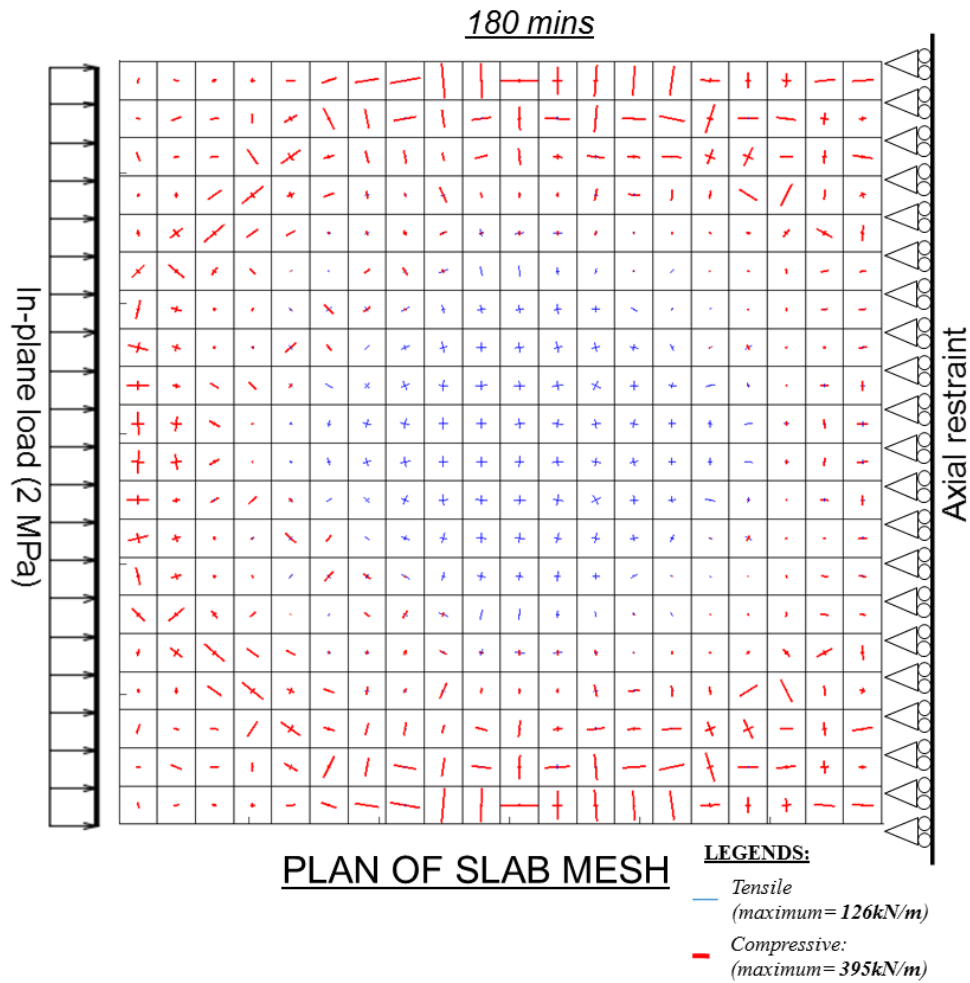 180 mins
In-plane load (2 MPa)
Axial restraint
PLAN OF SLAB MESH
LEGENDS:
Tensile
(maximum= 126kN/m)
Compressive:
(maximum= 395kN/m)